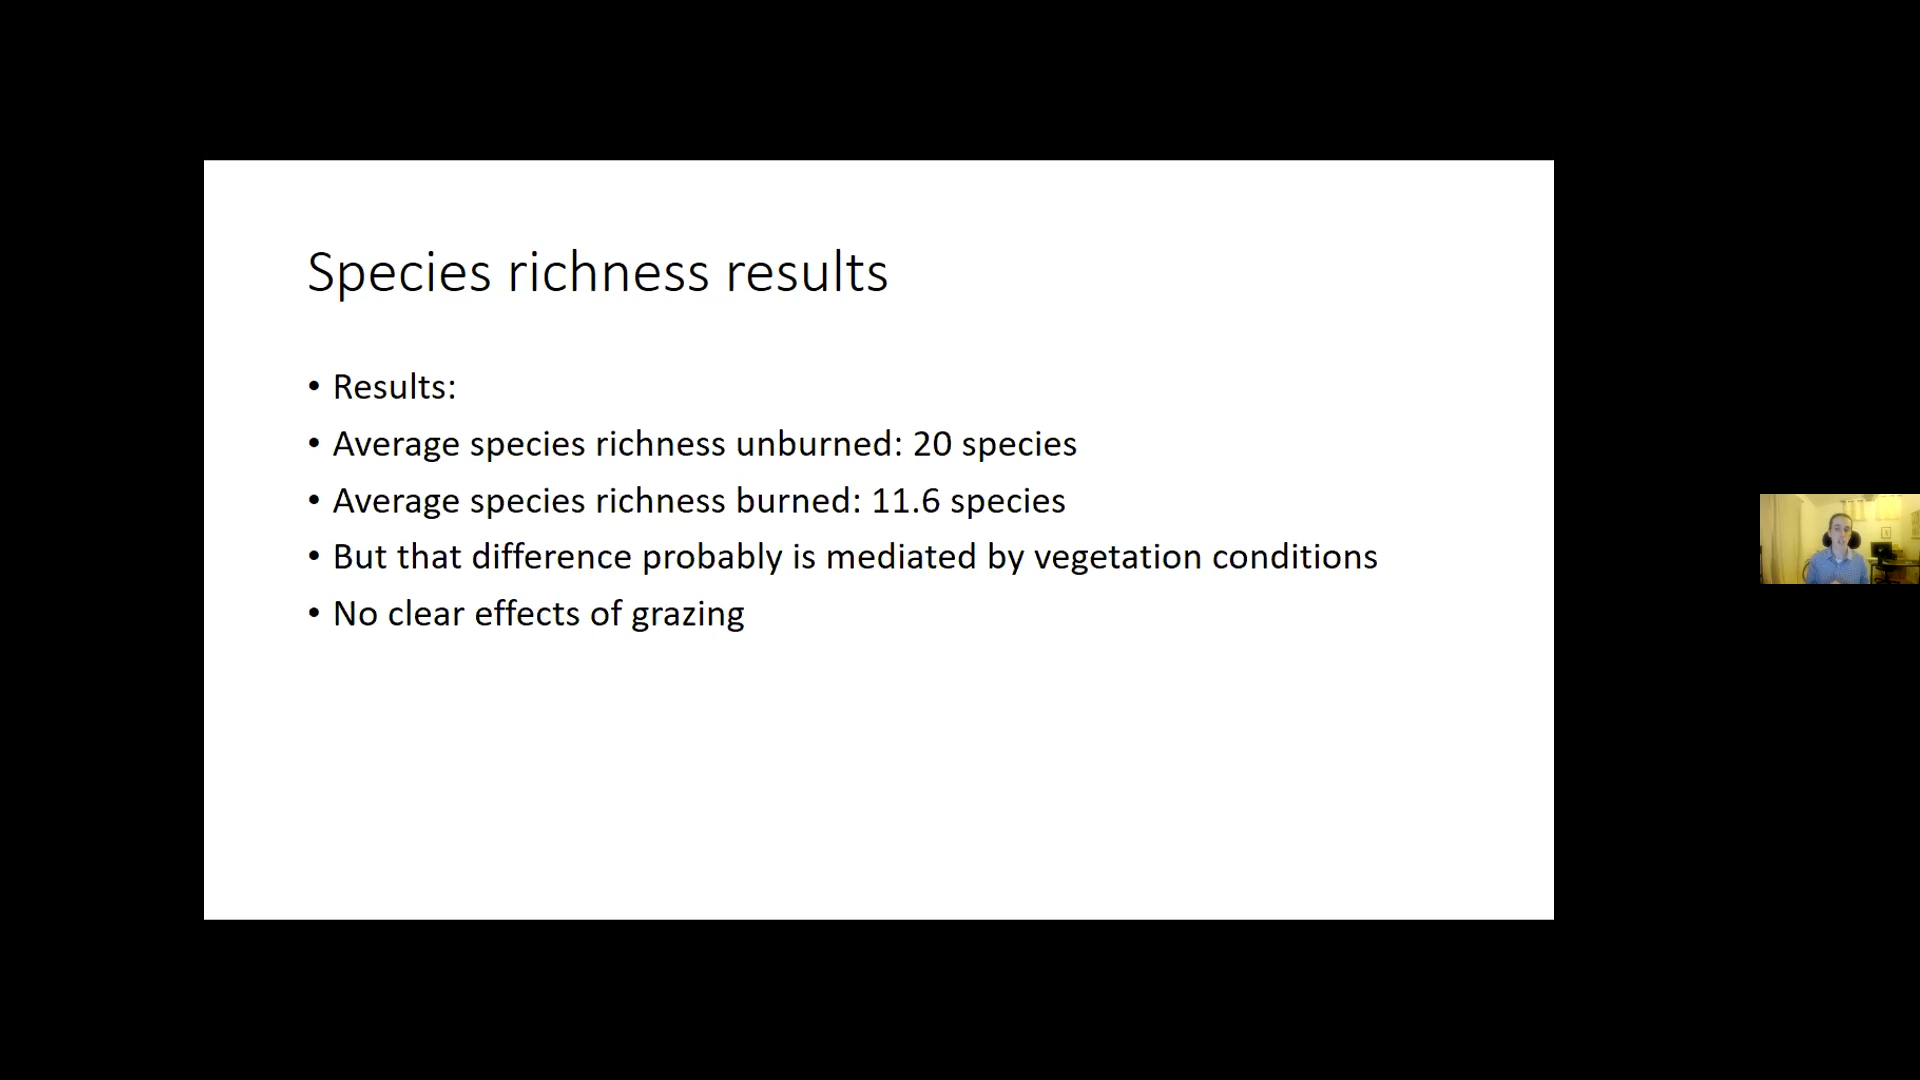 Species richness results
• Results:
• Average species richness unburned: 20 species
• Average species richness burned: 11.6 species
• But that difference probably is mediated by vegetation conditions
• No clear effects of grazing